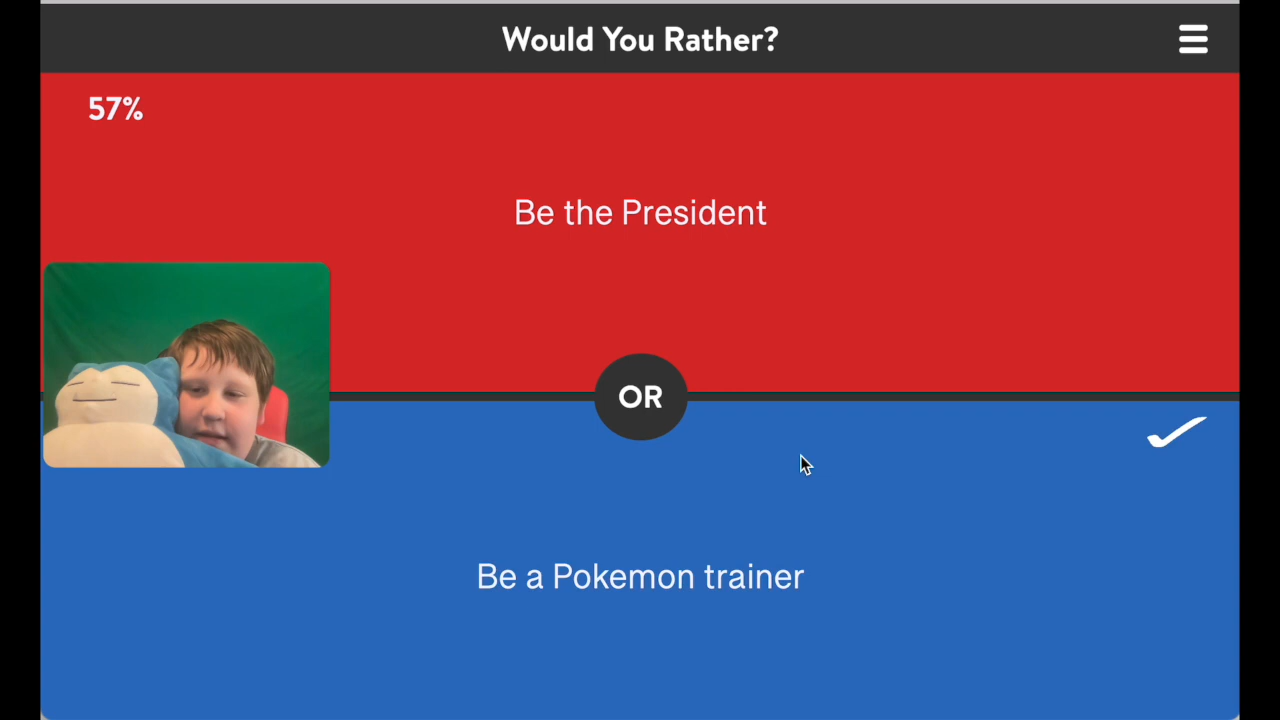 Would You Rather?
57%
Be the President
OR
Be a Pokemon trainer